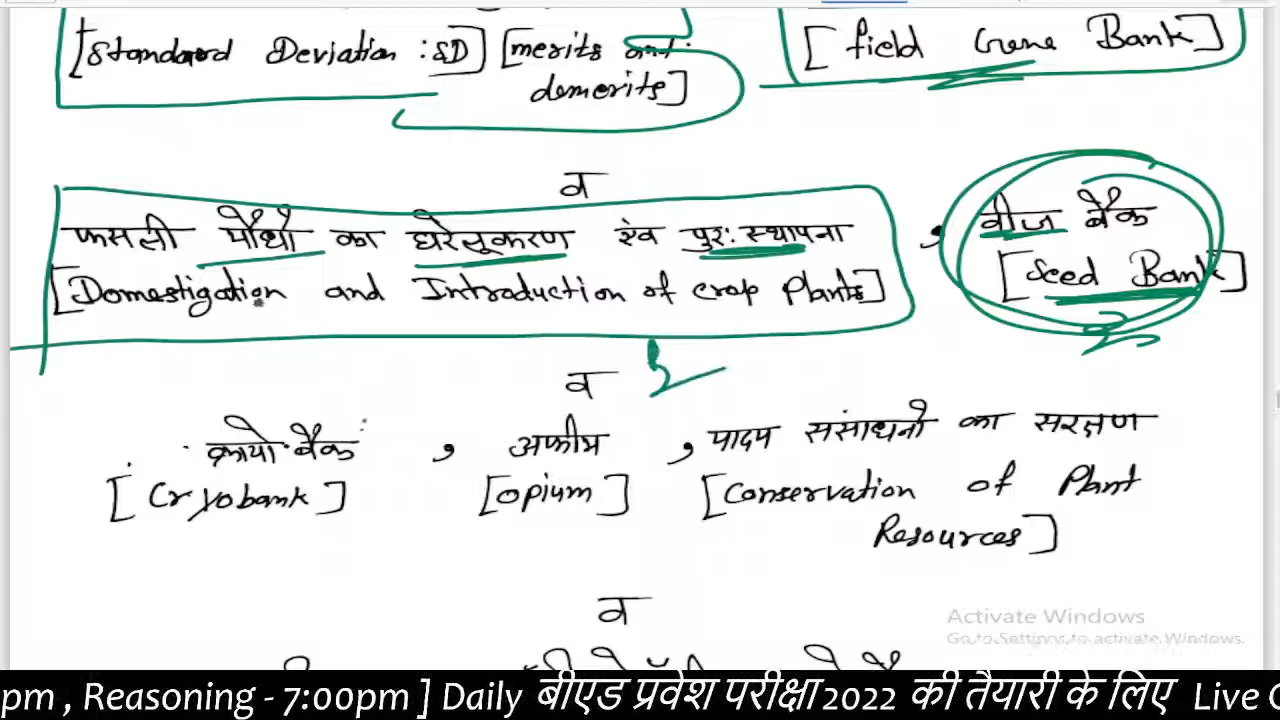 [Standard Deviation : SD] [merits and demerits]
[field Gene Bank]
व
फसली पौधों का घरेलूकरण एंव पुरः स्थापना , बीज बैंक
[Domestigation and Introduction of crop Plants] [Seed Bank]
व
क्रायो बैंक , अफीम , पादप संसाधनो का सरक्षण
[Cryobank] [opium] [Conservation of Plant
Resources]
व
Activate Windows
Go to Settings to activate Windows.
pm , Reasoning - 7:00pm ] Daily बीएड प्रवेश परीक्षा 2022 की तैयारी के लिए Live